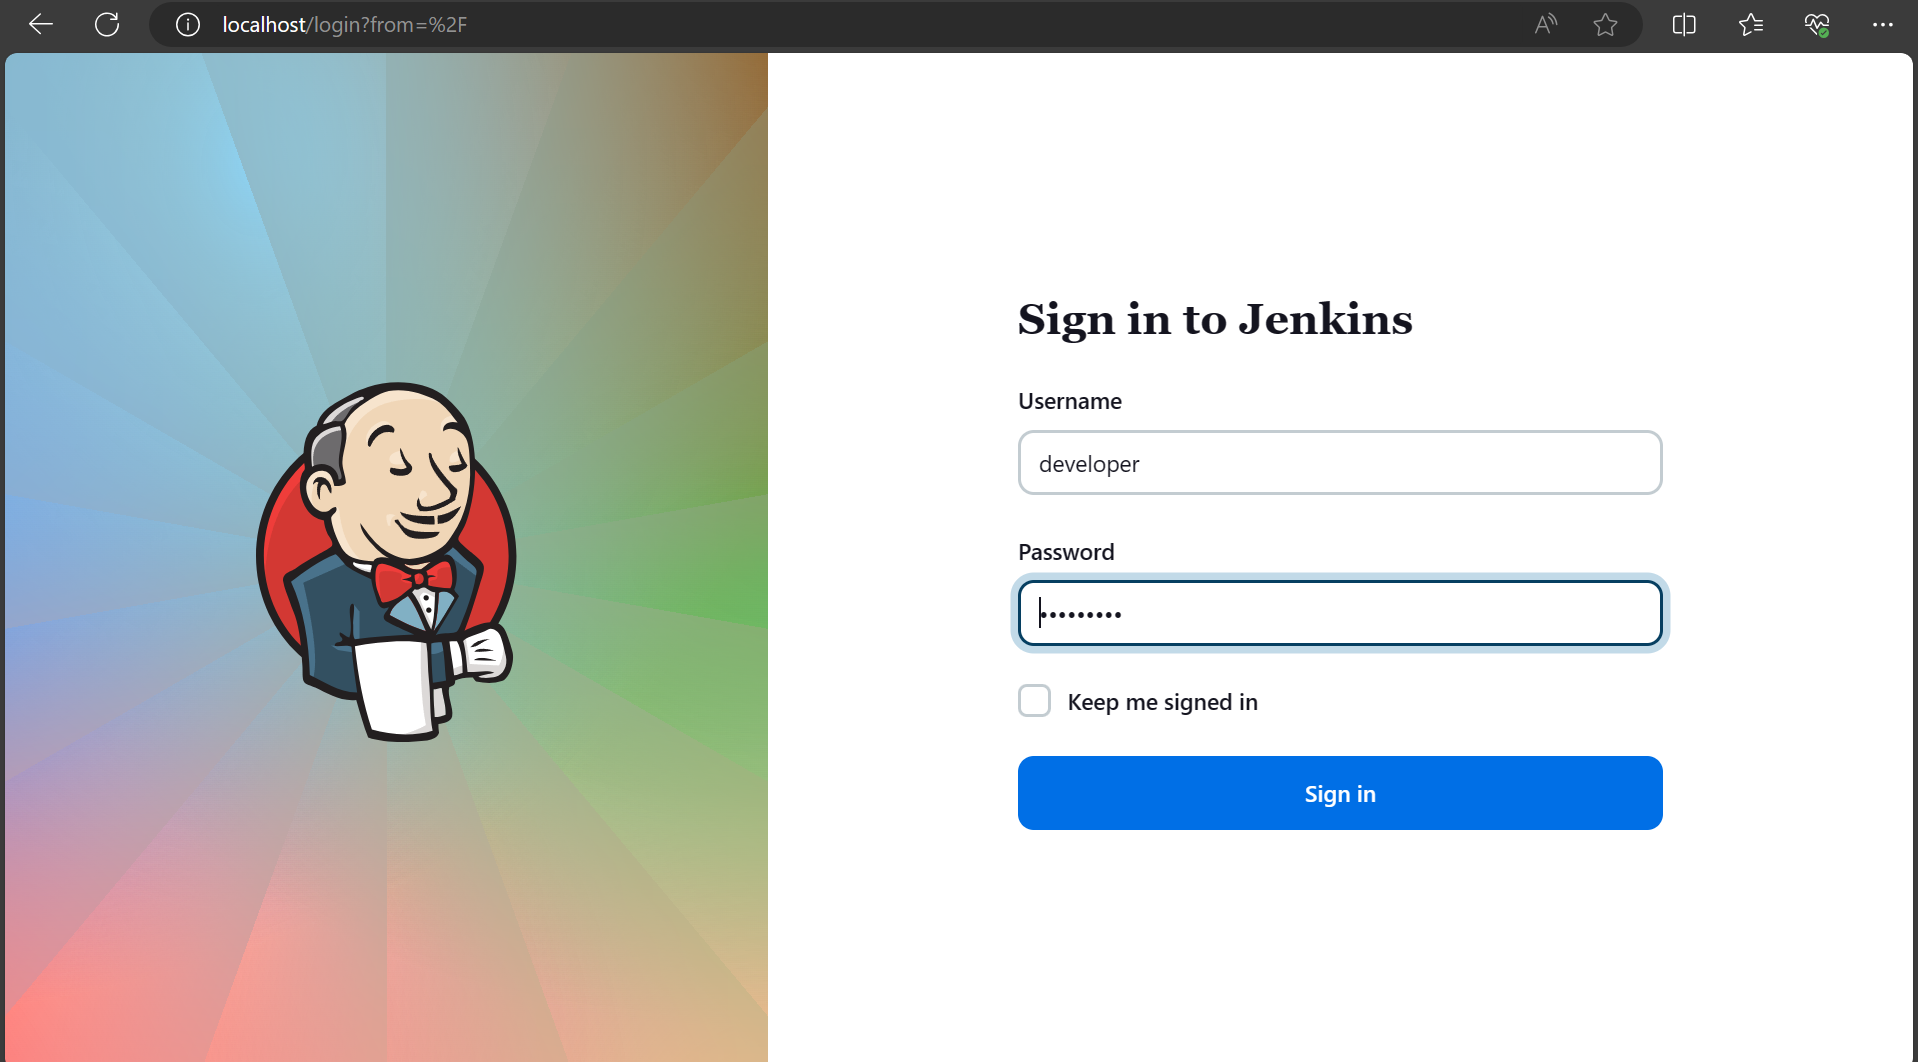 localhost/login?from=%2F
Sign in to Jenkins
Username
developer
Password
•••••••••
Keep me signed in
Sign in